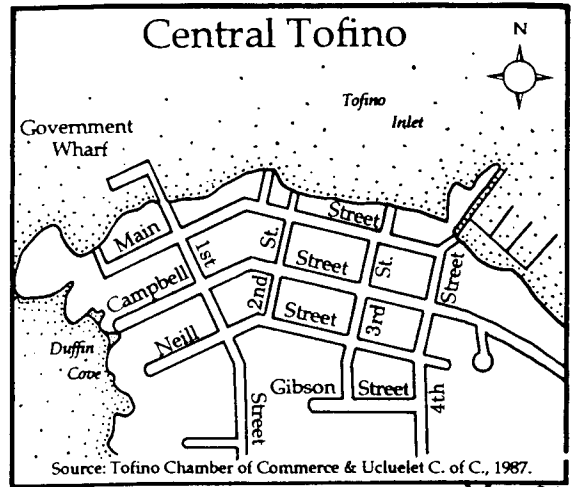 Central Tofino
N
Tofino
Inlet
Government
Wharf
Main
Street
1st
St.
Street
St.
Street
Campbell
2nd
Street
3rd
Neill
Duffin
Cove
Gibson
Street
4th
Street
Source: Tofino Chamber of Commerce & Ucluelet C. of C., 1987.